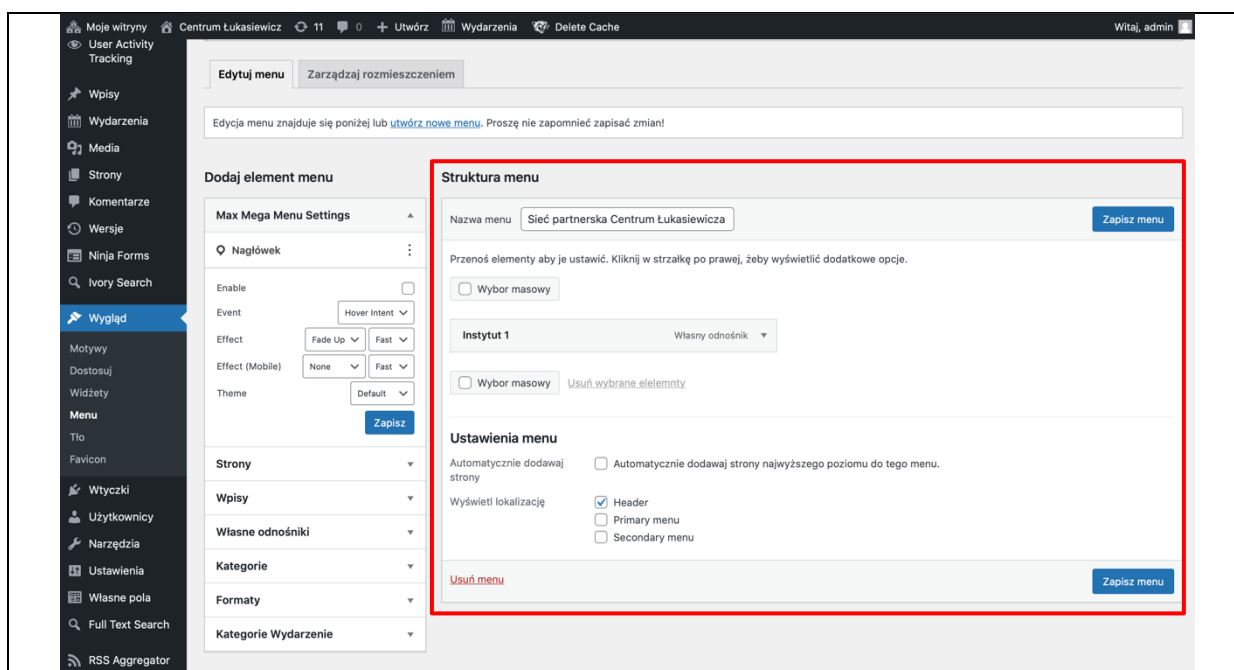 Moje witryny Centrum Łukasiewicz 11 0 + Utwórz Wydarzenia Delete Cache Witaj, admin
User Activity
Tracking
Wpisy
Wydarzenia
Media
Strony
Komentarze
Wersje
Ninja Forms
Ivory Search
Wygląd
Motywy
Dostosuj
Widżety
Menu
Tło
Favicon
Wtyczki
Użytkownicy
Narzędzia
Ustawienia
Własne pola
Full Text Search
RSS Aggregator
Edytuj menu Zarządzaj rozmieszczeniem
Edycja menu znajduje się poniżej lub utwórz nowe menu. Proszę nie zapomnieć zapisać zmian!
Dodaj element menu
Max Mega Menu Settings
Nagłówek
Enable
Event Hover Intent
Effect Fade Up Fast
Effect (Mobile) None Fast
Theme Default
Zapisz
Strony
Wpisy
Własne odnośniki
Kategorie
Formaty
Kategorie Wydarzenie
Struktura menu
Nazwa menu Sieć partnerska Centrum Łukasiewicza Zapisz menu
Przenoś elementy aby je ustawić. Kliknij w strzałkę po prawej, żeby wyświetlić dodatkowe opcje.
Wybor masowy
Instytut 1 Własny odnośnik
Wybor masowy Usuń wybrane elelemnty
Ustawienia menu
Automatycznie dodawaj
strony
Automatycznie dodawaj strony najwyższego poziomu do tego menu.
Wyświetl lokalizację Header
Primary menu
Secondary menu
Usuń menu Zapisz menu